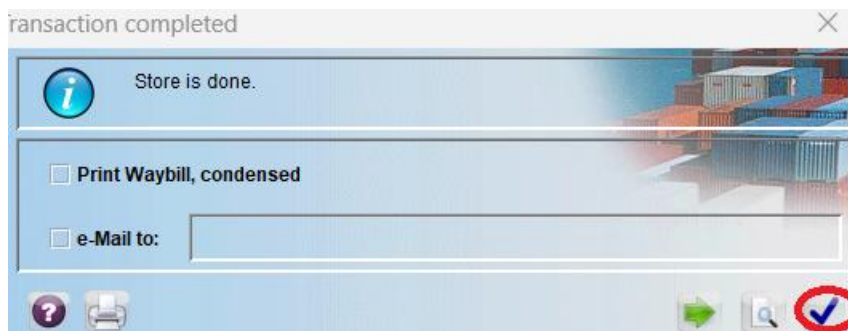 ransaction completed
Store is done.
Print Waybill, condensed
e-Mail to: